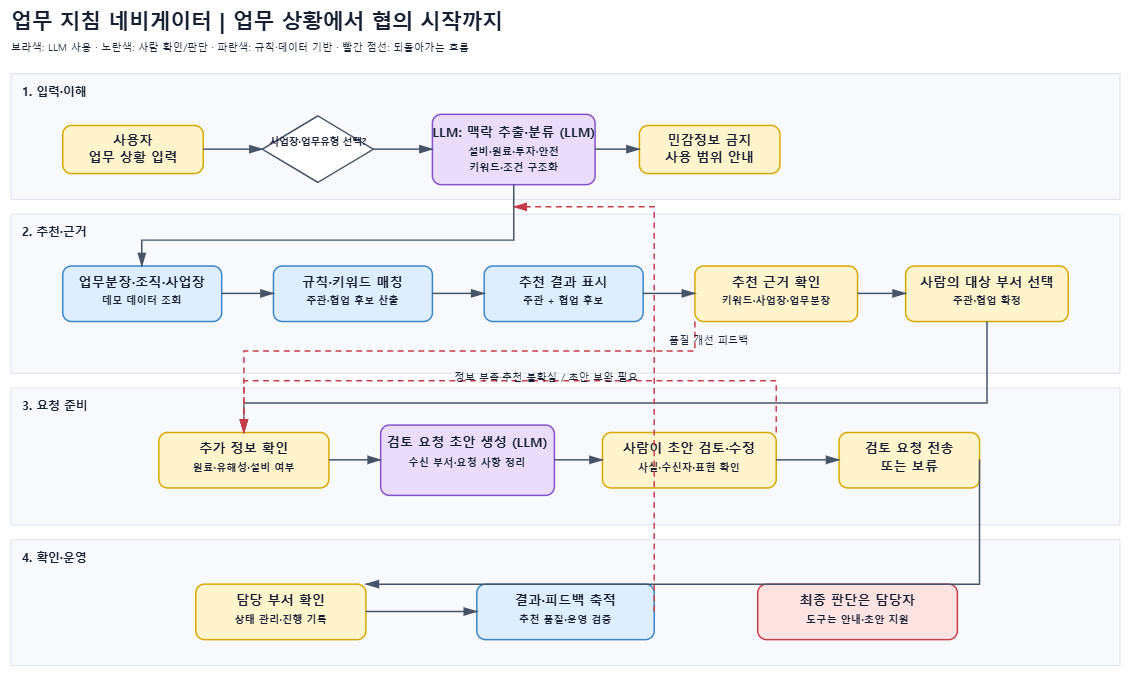 업무 지침 네비게이터 | 업무 상황에서 협의 시작까지
보라색: LLM 사용 · 노란색: 사람 확인/판단 · 파란색: 규칙·데이터 기반 · 빨간 점선: 되돌아가는 흐름
1. 입력·이해
사용자
업무 상황 입력
사업장·업무유형 선택?
LLM: 맥락 추출·분류 (LLM)
설비·원료·투자·안전
키워드·조건 구조화
민감정보 금지
사용 범위 안내
2. 추천·근거
업무분장·조직·사업장
데모 데이터 조회
규칙·키워드 매칭
주관·협업 후보 산출
추천 결과 표시
주관 + 협업 후보
추천 근거 확인
키워드·사업장·업무분장
사람의 대상 부서 선택
주관·협업 확정
품질 개선 피드백
정보 부족·추천 불확실 / 초안 보완 필요
3. 요청 준비
추가 정보 확인
원료·유해성·설비 여부
검토 요청 초안 생성 (LLM)
수신 부서·요청 사항 정리
사람이 초안 검토·수정
사실·수신자·표현 확인
검토 요청 전송
또는 보류
4. 확인·운영
담당 부서 확인
상태 관리·진행 기록
결과·피드백 축적
추천 품질·운영 검증
최종 판단은 담당자
도구는 안내·초안 지원